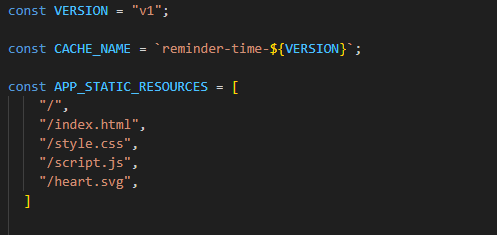 const VERSION = "v1";
const CACHE_NAME = `reminder-time-${VERSION}`;
const APP_STATIC_RESOURCES = [
"/",
"/index.html",
"/style.css",
"/script.js",
"/heart.svg",
]